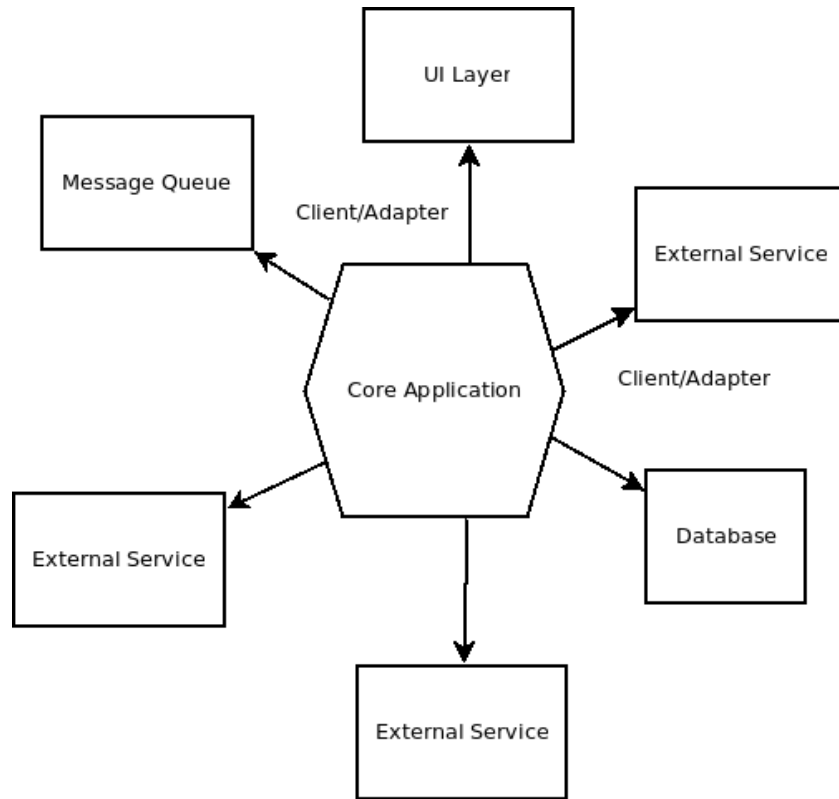 UI Layer
Message Queue
Client/Adapter
External Service
Core Application
Client/Adapter
Database
External Service
External Service